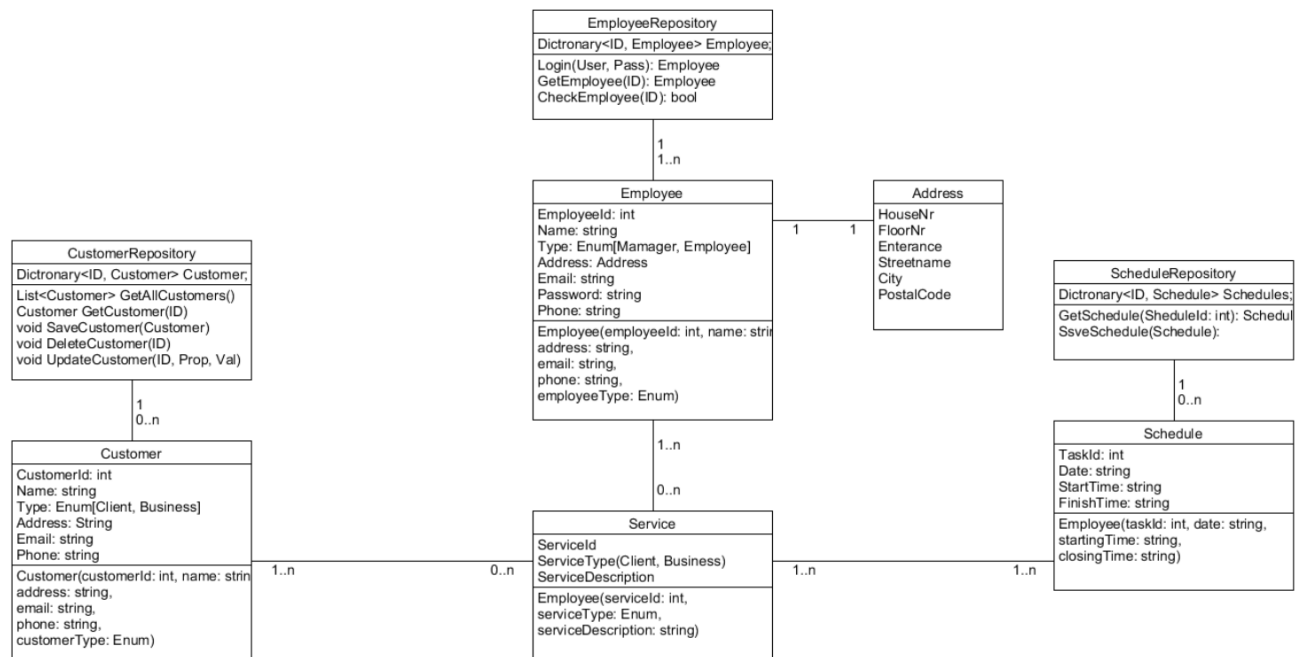 EmployeeRepository
Dictronary<ID, Employee> Employee;
Login(User, Pass): Employee
GetEmployee(ID): Employee
CheckEmployee(ID): bool
1
1..n
Employee
EmployeeId: int
Name: string
Type: Enum[Mamager, Employee]
Address: Address
Email: string
Password: string
Phone: string
Employee(employeeId: int, name: strin
address: string,
email: string,
phone: string,
employeeType: Enum)
1
1
Address
HouseNr
FloorNr
Enterance
Streetname
City
PostalCode
CustomerRepository
Dictronary<ID, Customer> Customer;
List<Customer> GetAllCustomers()
Customer GetCustomer(ID)
void SaveCustomer(Customer)
void DeleteCustomer(ID)
void UpdateCustomer(ID, Prop, Val)
1
0..n
Customer
CustomerId: int
Name: string
Type: Enum[Client, Business]
Address: String
Email: string
Phone: string
Customer(customerId: int, name: strin
address: string,
email: string,
phone: string,
customerType: Enum)
1..n
0..n
1..n
0..n
Service
ServiceId
ServiceType(Client, Business)
ServiceDescription
Employee(serviceId: int,
serviceType: Enum,
serviceDescription: string)
1..n
1..n
ScheduleRepository
Dictronary<ID, Schedule> Schedules;
GetSchedule(SheduleId: int): Schedul
SsveSchedule(Schedule):
1
0..n
Schedule
TaskId: int
Date: string
StartTime: string
FinishTime: string
Employee(taskId: int, date: string,
startingTime: string,
closingTime: string)